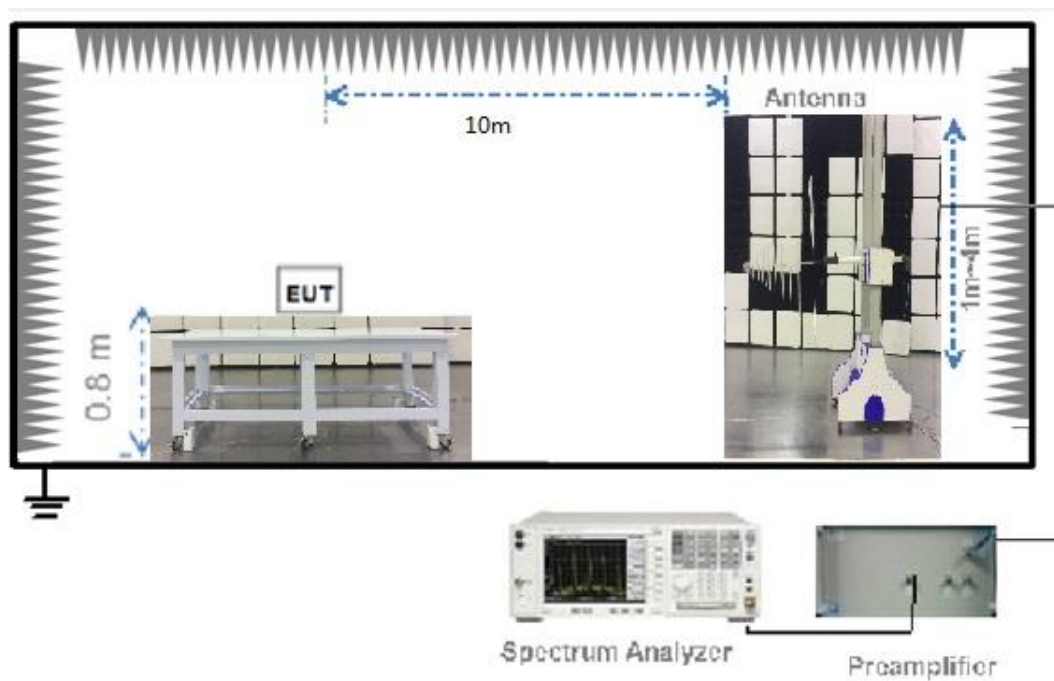 Antenna
10m
1m~4m
EUT
0.8 m
Spectrum Analyzer
Preamplifier